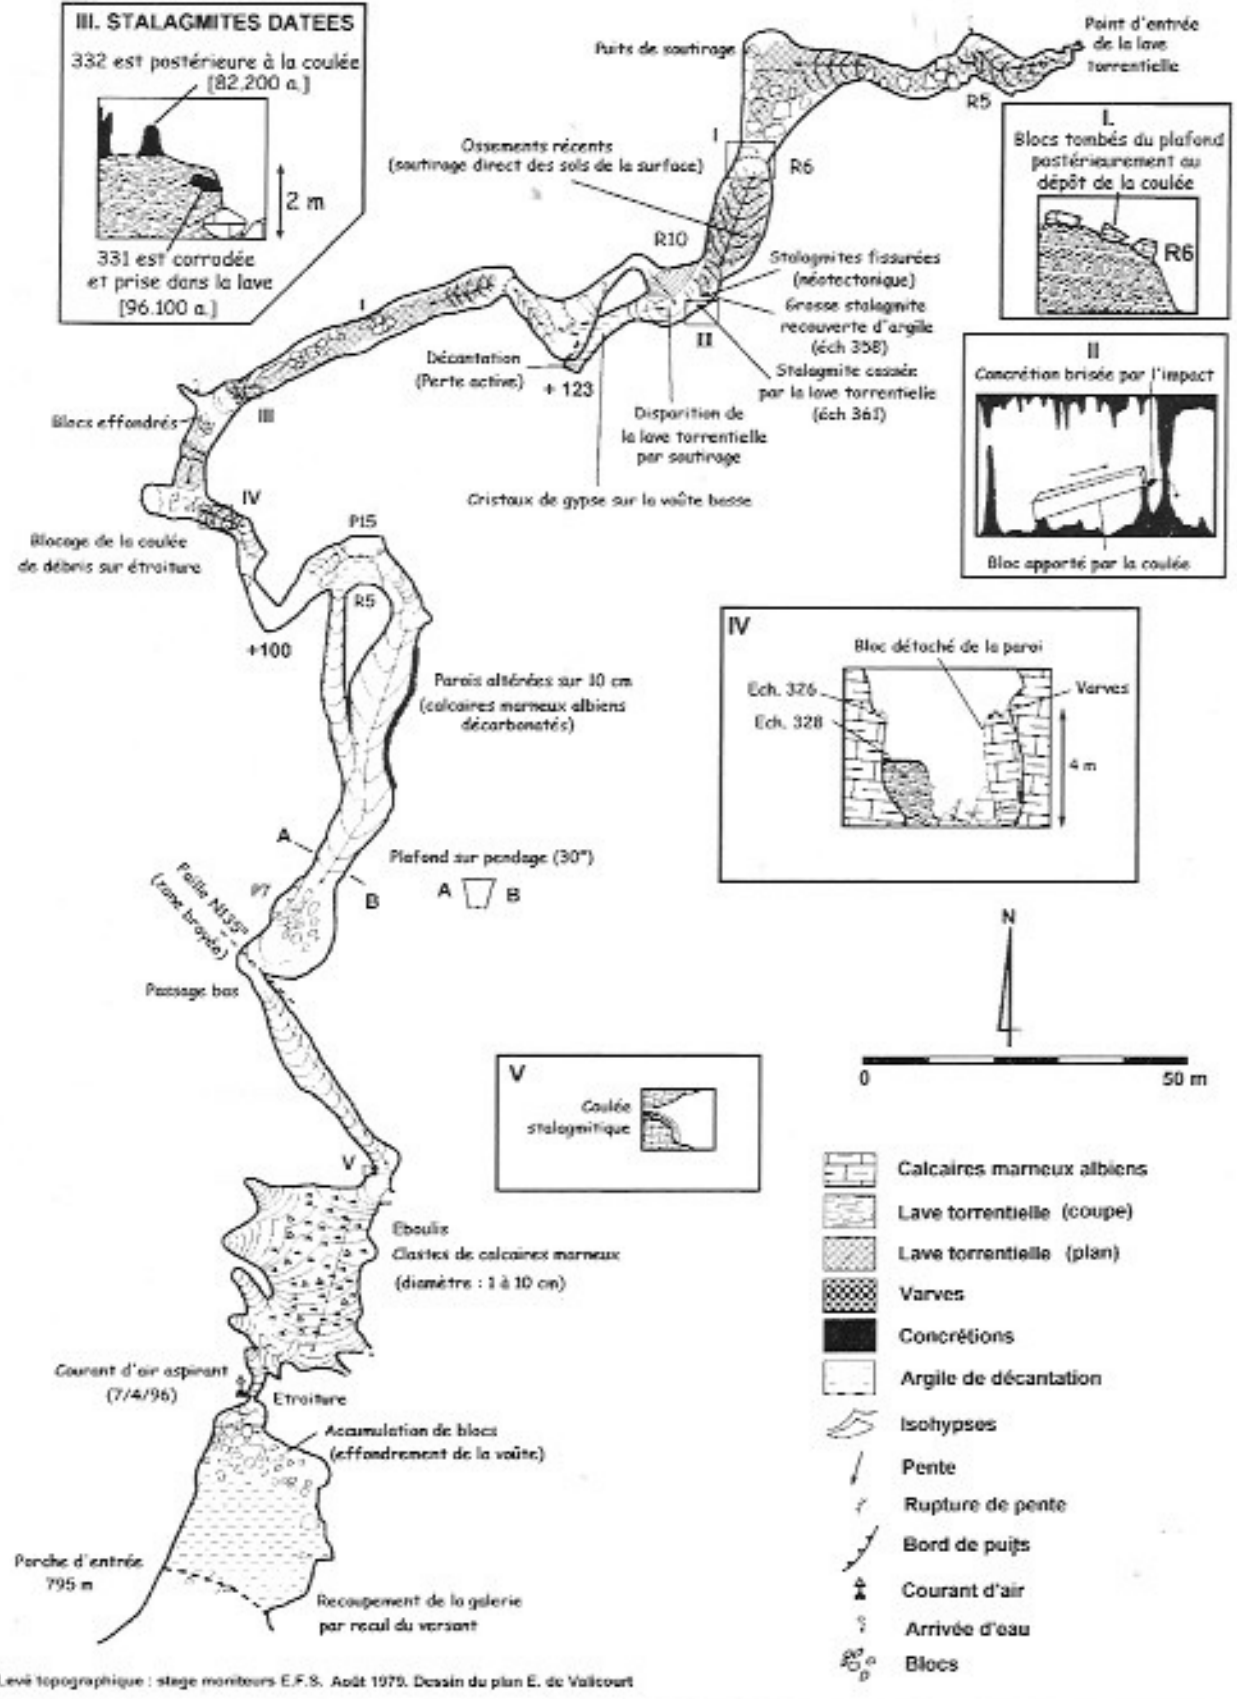 III. STALAGMITES DATEES
332 est postérieure à la coulée
[82,200 a.]
2 m
331 est corrodée
et prise dans la lave
[96.100 a.]
Puits de soutirage
Point d'entrée
de la lave
torrentielle
R5
I
R6
Ossements récents
(soutirage direct des sols de la surface)
R10
I.
Blocs tombés du plafond
postérieurement au
dépôt de la coulée
R6
Stalagmites fissurées
(néotectonique)
Grosse stalagmite
recouverte d'argile
(éch 358)
II
Stalagmite cassée
par la lave torrentielle
(éch 361)
I
Décantation
(Perte active)
+ 123
Disparition de
la lave torrentielle
par soutirage
Cristaux de gypse sur la voûte basse
II
Concrétion brisée par l'impact
Bloc apporté par la coulée
III
Blocs effondrés
IV
Blocage de la coulée
de débris sur étroiture
P15
R5
+100
Parois altérées sur 10 cm
(calcaires marneux albiens
décarbonatés)
IV
Bloc détaché de la paroi
Ech. 326
Varves
Ech. 328
4 m
A
Plafond sur pendage (30°)
A
B
B
P7
Faille N135°
(zone broyée)
Passage bas
N
0
50 m
V
Coulée
stalagmitique
V
Eboulis
Clastes de calcaires marneux
(diamètre : 1 à 10 cm)
Courant d'air aspirant
(7/4/96)
Etroiture
Accumulation de blocs
(effondrement de la voûte)
Porche d'entrée
795 m
Recoupement de la galerie
par recul du versant
Calcaires marneux albiens
Lave torrentielle (coupe)
Lave torrentielle (plan)
Varves
Concrétions
Argile de décantation
Isohypses
Pente
Rupture de pente
Bord de puits
Courant d'air
Arrivée d'eau
Blocs
Levé topographique : stage moniteurs E.F.S. Août 1979. Dessin du plan E. de Valicourt